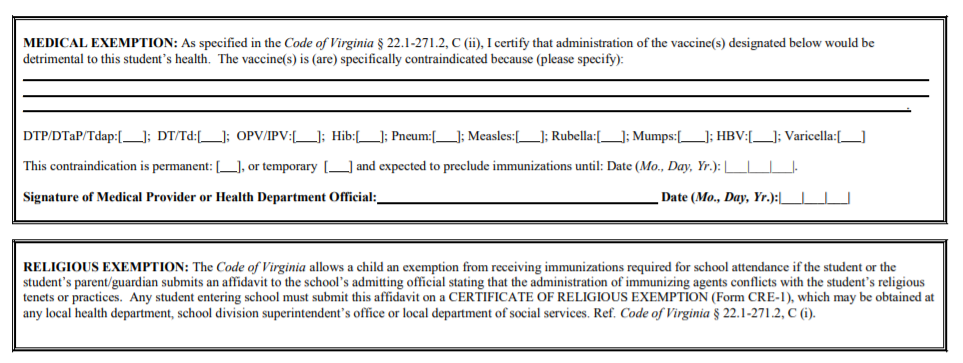 MEDICAL EXEMPTION: As specified in the Code of Virginia § 22.1-271.2, C (ii), I certify that administration of the vaccine(s) designated below would be
detrimental to this student's health. The vaccine(s) is (are) specifically contraindicated because (please specify):
DTP/DTaP/Tdap:[___]; DT/Td:[___]; OPV/IPV:[___]; Hib:[___]; Pneum:[___]; Measles:[___]; Rubella:[___]; Mumps:[___]; HBV:[___]; Varicella:[___]
This contraindication is permanent: [___], or temporary [___] and expected to preclude immunizations until: Date (Mo., Day, Yr.): |___|___|___|.
Signature of Medical Provider or Health Department Official:______________________________ Date (Mo., Day, Yr.):|___|___|___|
RELIGIOUS EXEMPTION: The Code of Virginia allows a child an exemption from receiving immunizations required for school attendance if the student or the
student's parent/guardian submits an affidavit to the school's admitting official stating that the administration of immunizing agents conflicts with the student's religious
tenets or practices. Any student entering school must submit this affidavit on a CERTIFICATE OF RELIGIOUS EXEMPTION (Form CRE-1), which may be obtained at
any local health department, school division superintendent's office or local department of social services. Ref. Code of Virginia § 22.1-271.2, C (i).